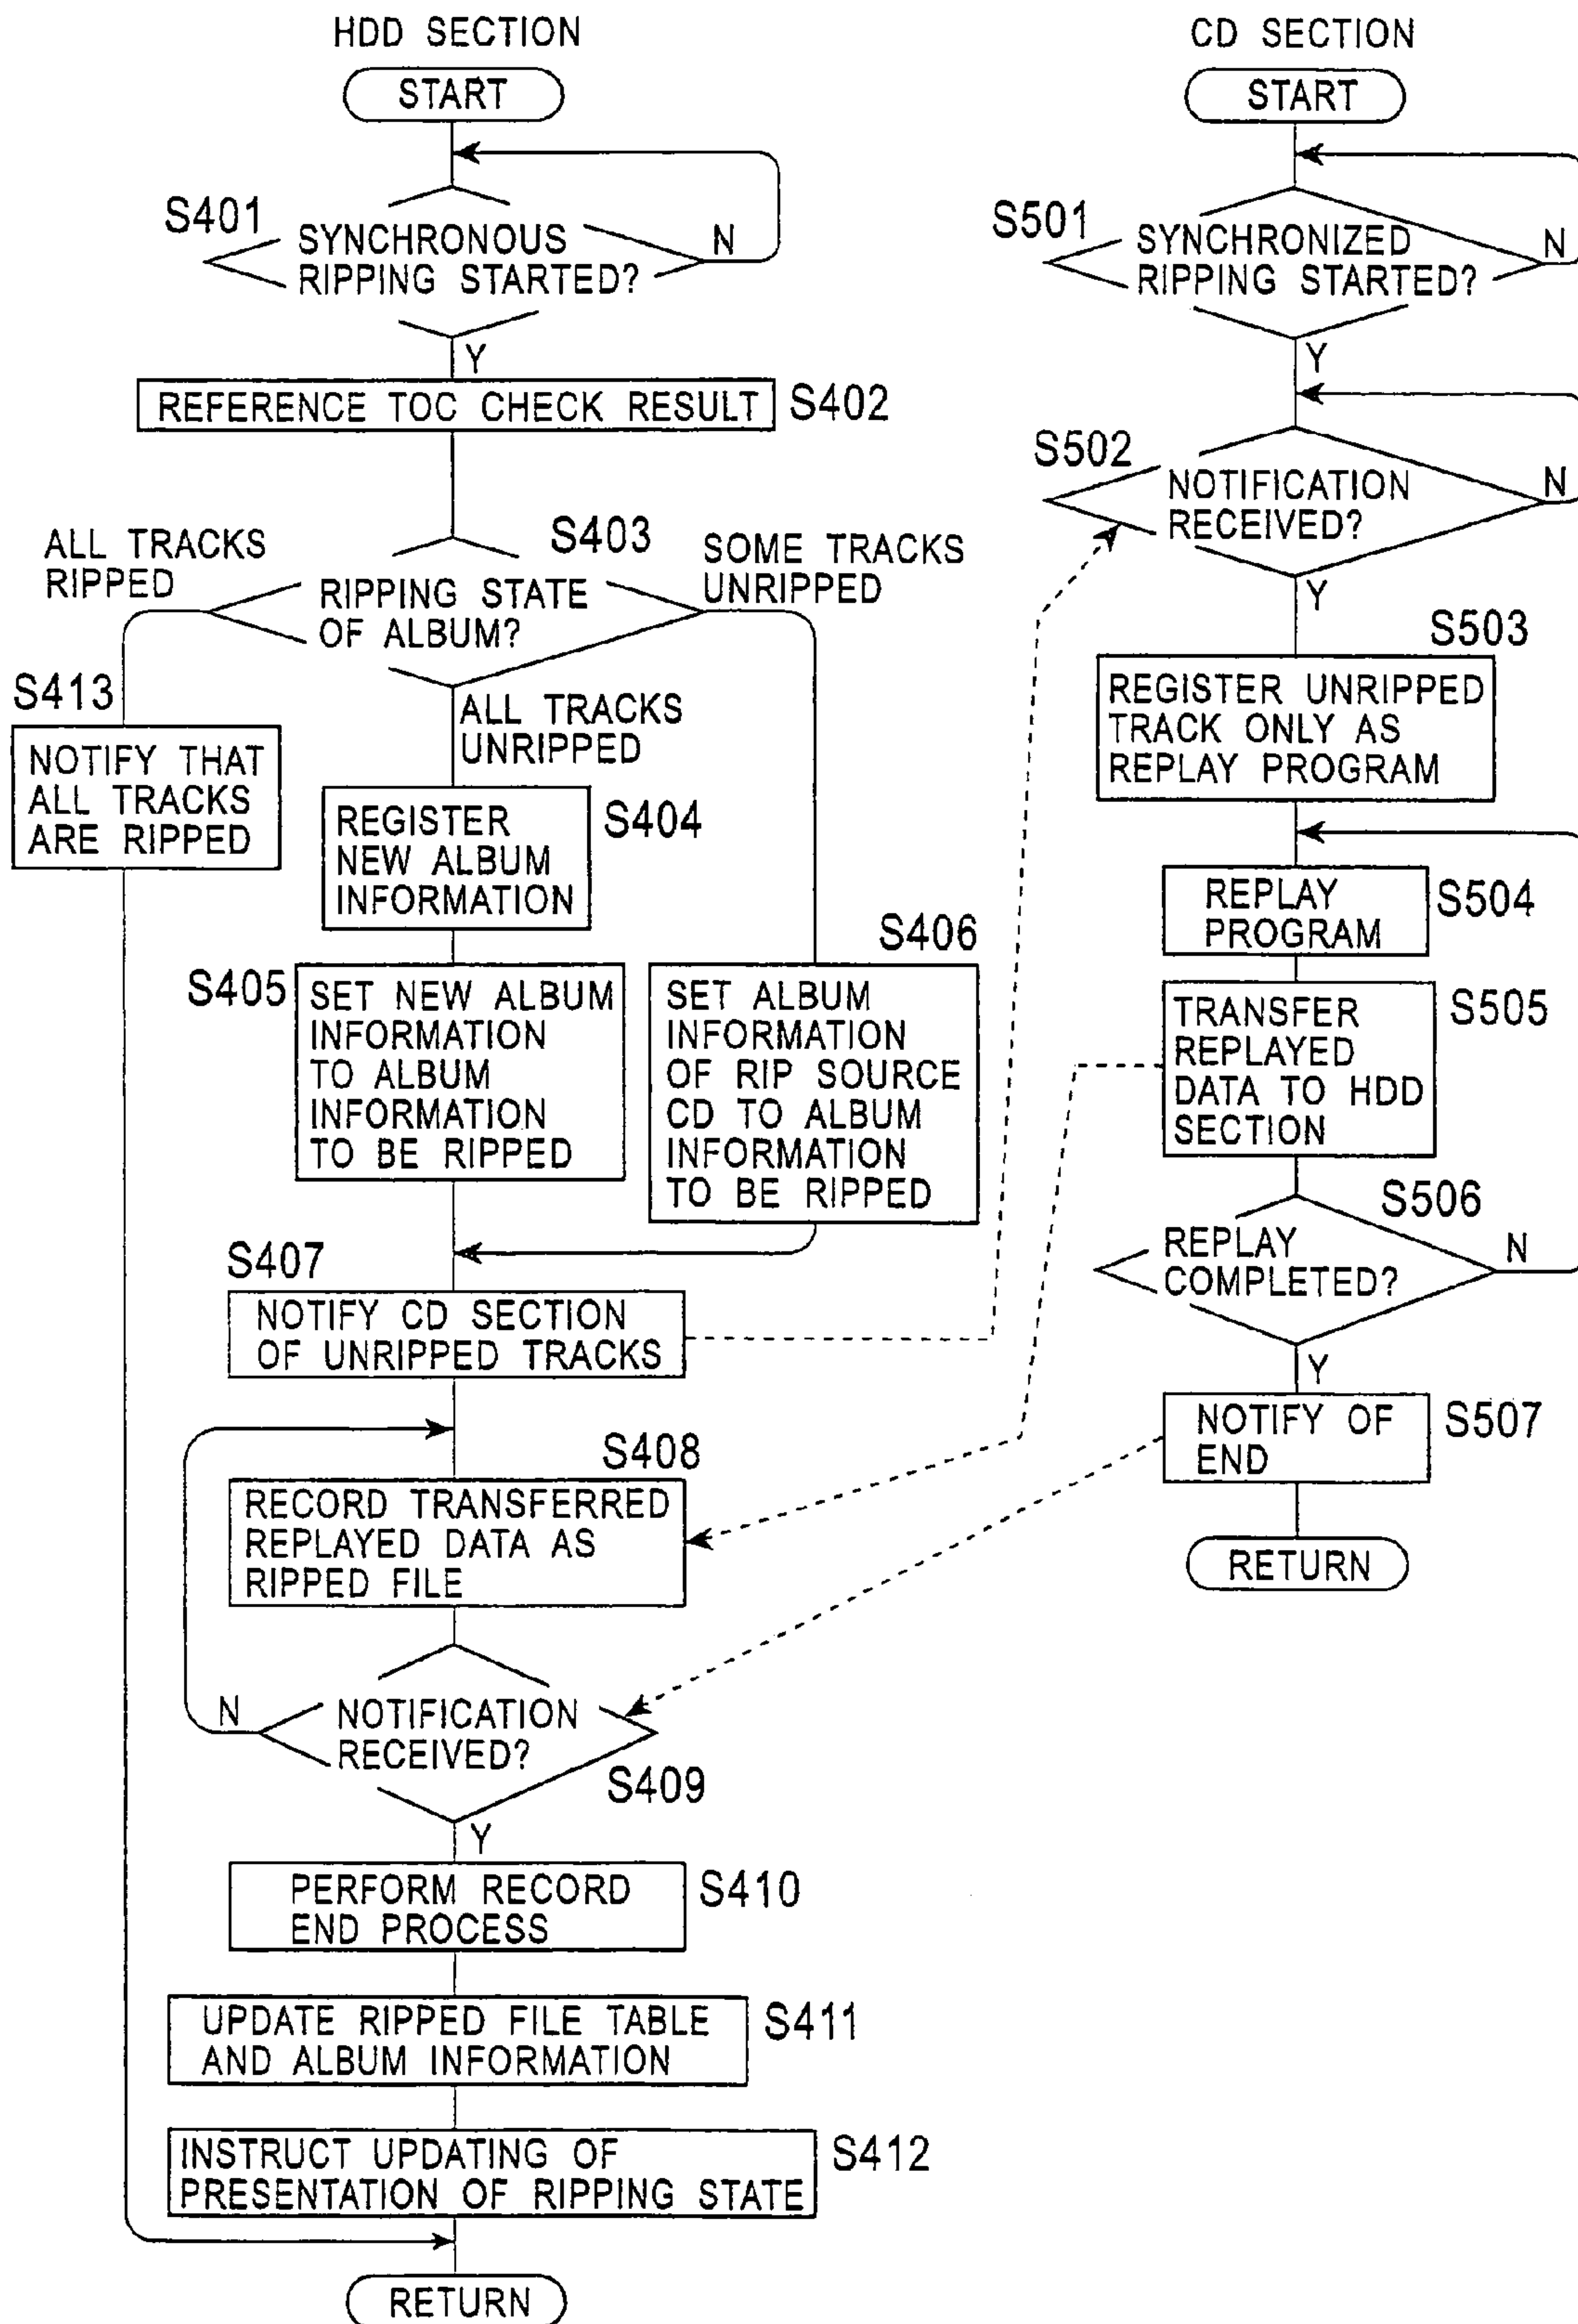 HDD SECTION
START
S401
SYNCHRONOUS
RIPPING STARTED?
N
Y
REFERENCE TOC CHECK RESULT
S402
S403
ALL TRACKS
RIPPED
RIPPING STATE
OF ALBUM?
SOME TRACKS
UNRIPPED
S413
NOTIFY THAT
ALL TRACKS
ARE RIPPED
ALL TRACKS
UNRIPPED
REGISTER
NEW ALBUM
INFORMATION
S404
S405
SET NEW ALBUM
INFORMATION
TO ALBUM
INFORMATION
TO BE RIPPED
S406
SET ALBUM
INFORMATION
OF RIP SOURCE
CD TO ALBUM
INFORMATION
TO BE RIPPED
S407
NOTIFY CD SECTION
OF UNRIPPED TRACKS
S408
RECORD TRANSFERRED
REPLAYED DATA AS
RIPPED FILE
N
NOTIFICATION
RECEIVED?
S409
Y
PERFORM RECORD
END PROCESS
S410
UPDATE RIPPED FILE TABLE
AND ALBUM INFORMATION
S411
INSTRUCT UPDATING OF
PRESENTATION OF RIPPING STATE
S412
RETURN
CD SECTION
START
S501
SYNCHRONIZED
RIPPING STARTED?
N
Y
S502
NOTIFICATION
RECEIVED?
N
Y
S503
REGISTER UNRIPPED
TRACK ONLY AS
REPLAY PROGRAM
REPLAY
PROGRAM
S504
TRANSFER
REPLAYED
DATA TO HDD
SECTION
S505
S506
REPLAY
COMPLETED?
N
Y
NOTIFY OF
END
S507
RETURN